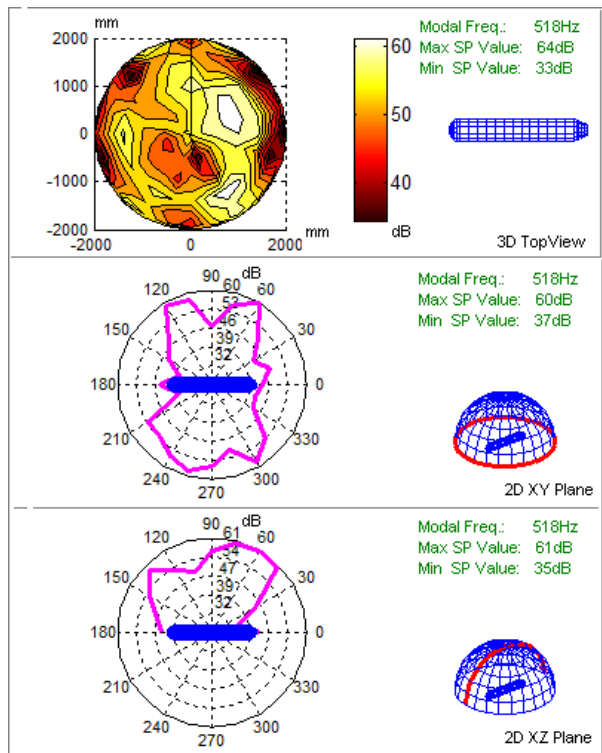 mm
2000
1000
0
-1000
-2000
-2000
0
2000
mm
60
50
40
dB
Modal Freq.: 518Hz
Max SP Value: 64dB
Min SP Value: 33dB
3D TopView
90
dB
120
60
60
53
46
39
32
150
30
180
0
210
330
240
300
270
Modal Freq.: 518Hz
Max SP Value: 60dB
Min SP Value: 37dB
2D XY Plane
90
dB
120
61
60
54
47
39
32
150
30
180
0
210
330
240
300
270
Modal Freq.: 518Hz
Max SP Value: 61dB
Min SP Value: 35dB
2D XZ Plane